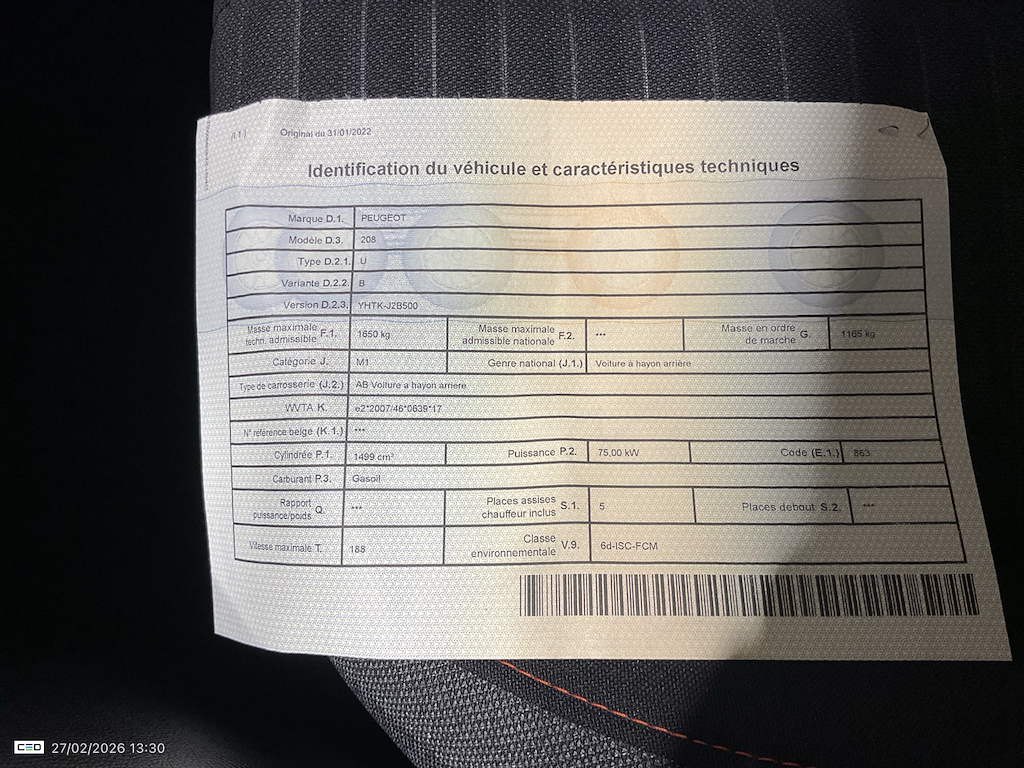 (I.1.) Original du 31/01/2022
Identification du véhicule et caractéristiques techniques
Marque D.1. PEUGEOT
Modèle D.3. 208
Type D.2.1. U
Variante D.2.2. B
Version D.2.3. YHTK-J2B500
Masse maximale techn. admissible F.1. 1650 kg Masse maximale admissible nationale F.2. *** Masse en ordre de marche G. 1165 kg
Catégorie J. M1 Genre national (J.1.) Voiture à hayon arrière
Type de carrosserie (J.2.) AB Voiture à hayon arrière
WVTA K. e2*2007/46*0639*17
N° référence belge (K.1.) ***
Cylindrée P.1. 1499 cm³ Puissance P.2. 75,00 kW Code (E.1.) 863
Carburant P.3. Gasoil
Rapport puissance/poids Q. *** Places assises chauffeur inclus S.1. 5 Places debout S.2. ***
Vitesse maximale T. 188 Classe environnementale V.9. 6d-ISC-FCM
27/02/2026 13:30